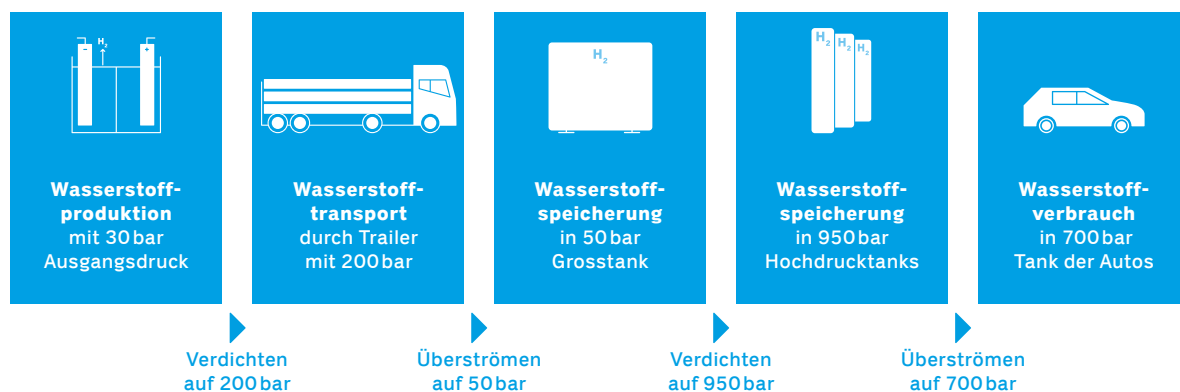 H₂
- +
Wasserstoff-
produktion
mit 30 bar
Ausgangsdruck
Wasserstoff-
transport
durch Trailer
mit 200 bar
H₂
Wasserstoff-
speicherung
in 50 bar
Grosstank
H₂ H₂ H₂
Wasserstoff-
speicherung
in 950 bar
Hochdrucktanks
Wasserstoff-
verbrauch
in 700 bar
Tank der Autos
Verdichten
auf 200 bar
Überströmen
auf 50 bar
Verdichten
auf 950 bar
Überströmen
auf 700 bar